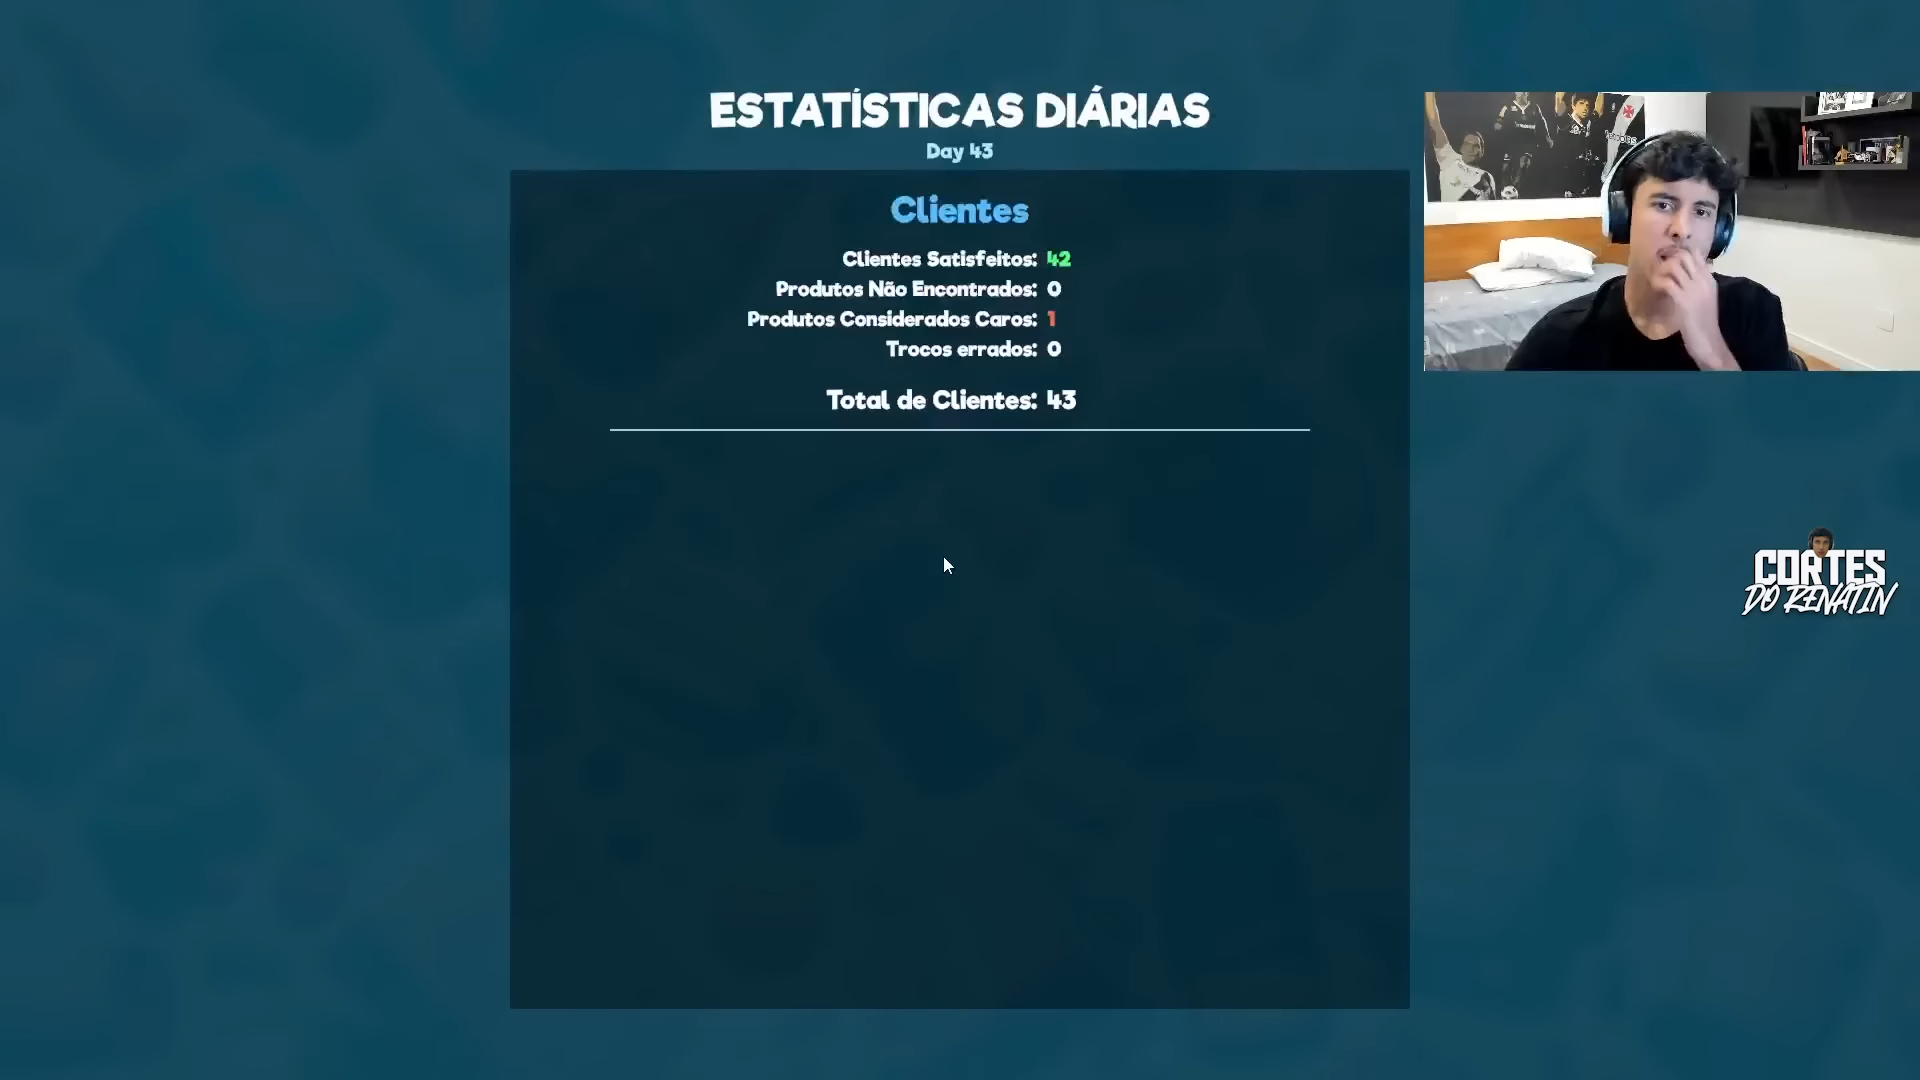 ESTATÍSTICAS DIÁRIAS
Day 43
Clientes
Clientes Satisfeitos: 42
Produtos Não Encontrados: 0
Produtos Considerados Caros: 1
Trocos errados: 0
Total de Clientes: 43
CORTES
DO RENATIN